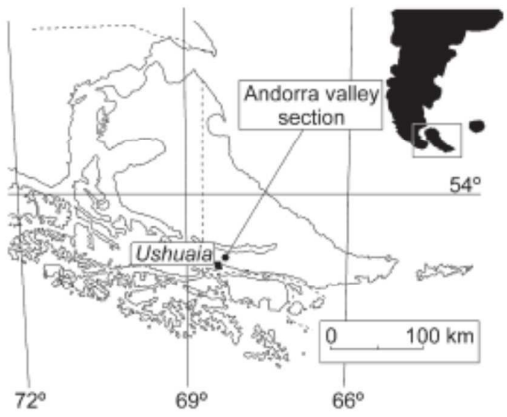 Andorra valley
section
54º
Ushuaia
0 100 km
72º 69º 66º